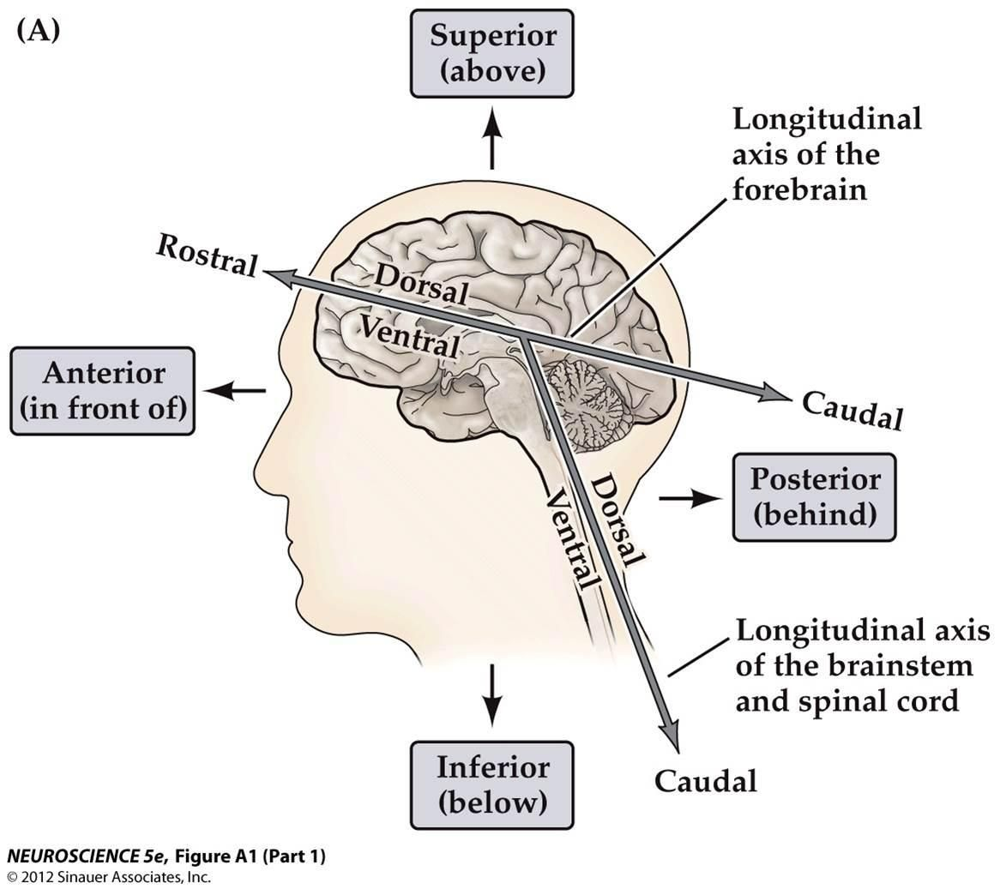 (A)
Superior
(above)
Longitudinal
axis of the
forebrain
Rostral
Dorsal
Ventral
Anterior
(in front of)
Caudal
Posterior
(behind)
Dorsal
Ventral
Longitudinal axis
of the brainstem
and spinal cord
Inferior
(below)
Caudal
NEUROSCIENCE 5e, Figure A1 (Part 1)
© 2012 Sinauer Associates, Inc.